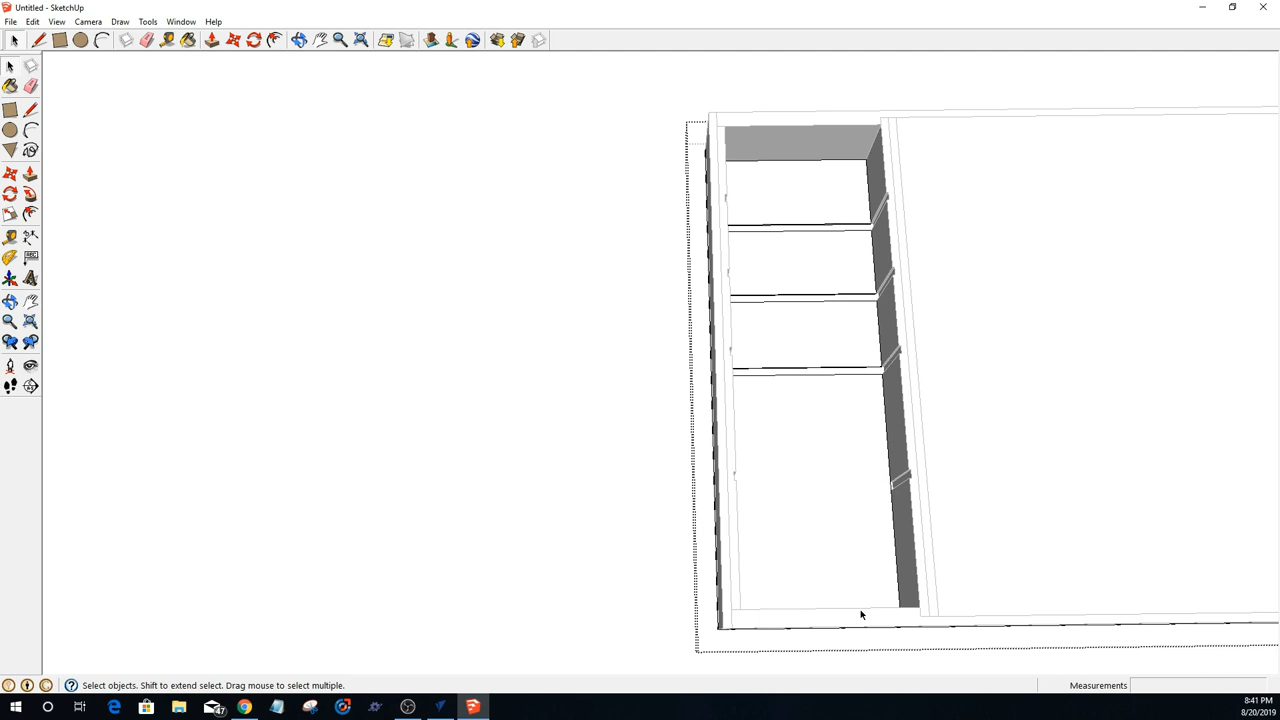 Untitled - SketchUp
File Edit View Camera Draw Tools Window Help
Select objects. Shift to extend select. Drag mouse to select multiple.
Measurements
8:41 PM
8/20/2019